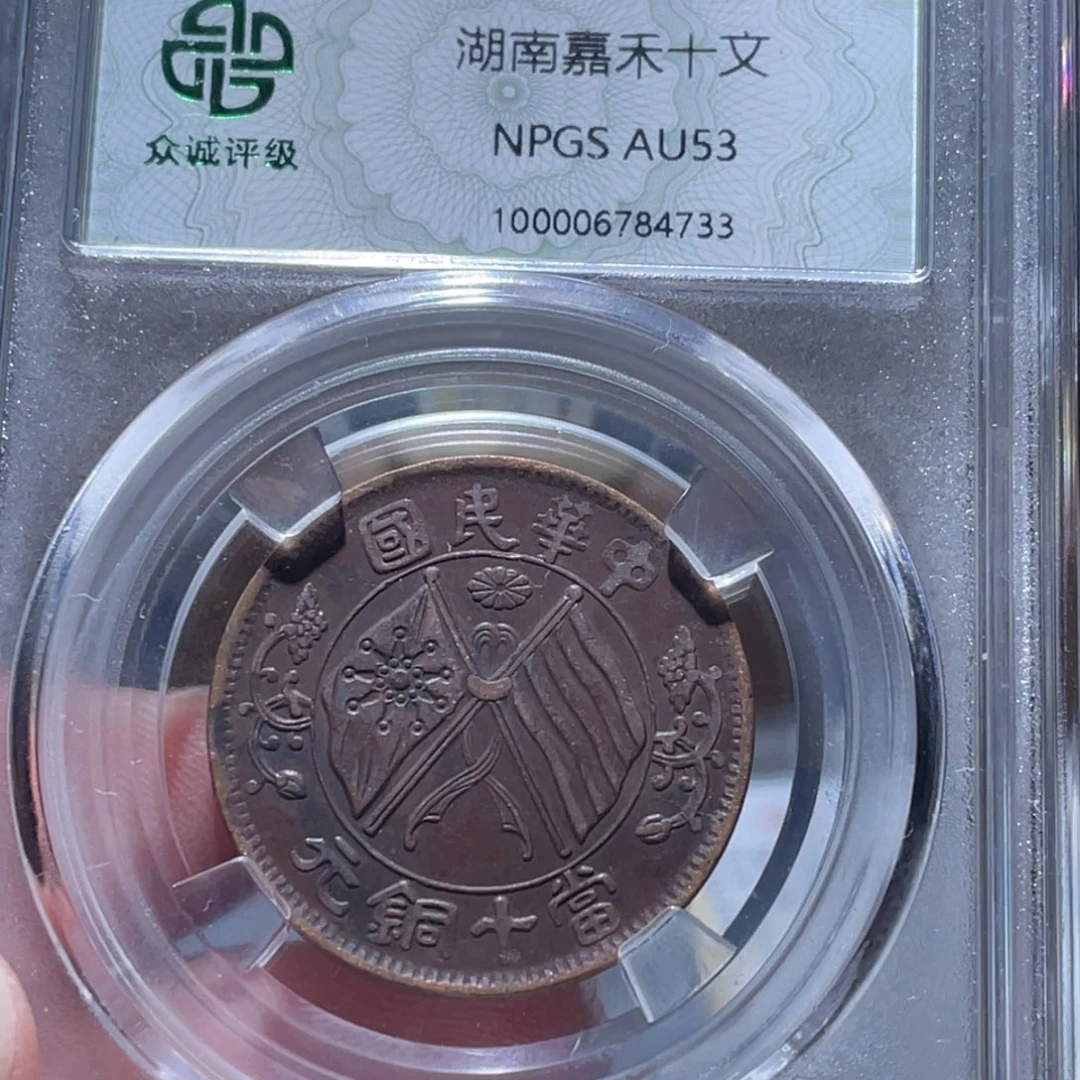 湖南嘉禾十文
众诚评级
NPGS AU53
100006784733
中華民國
當十銅元